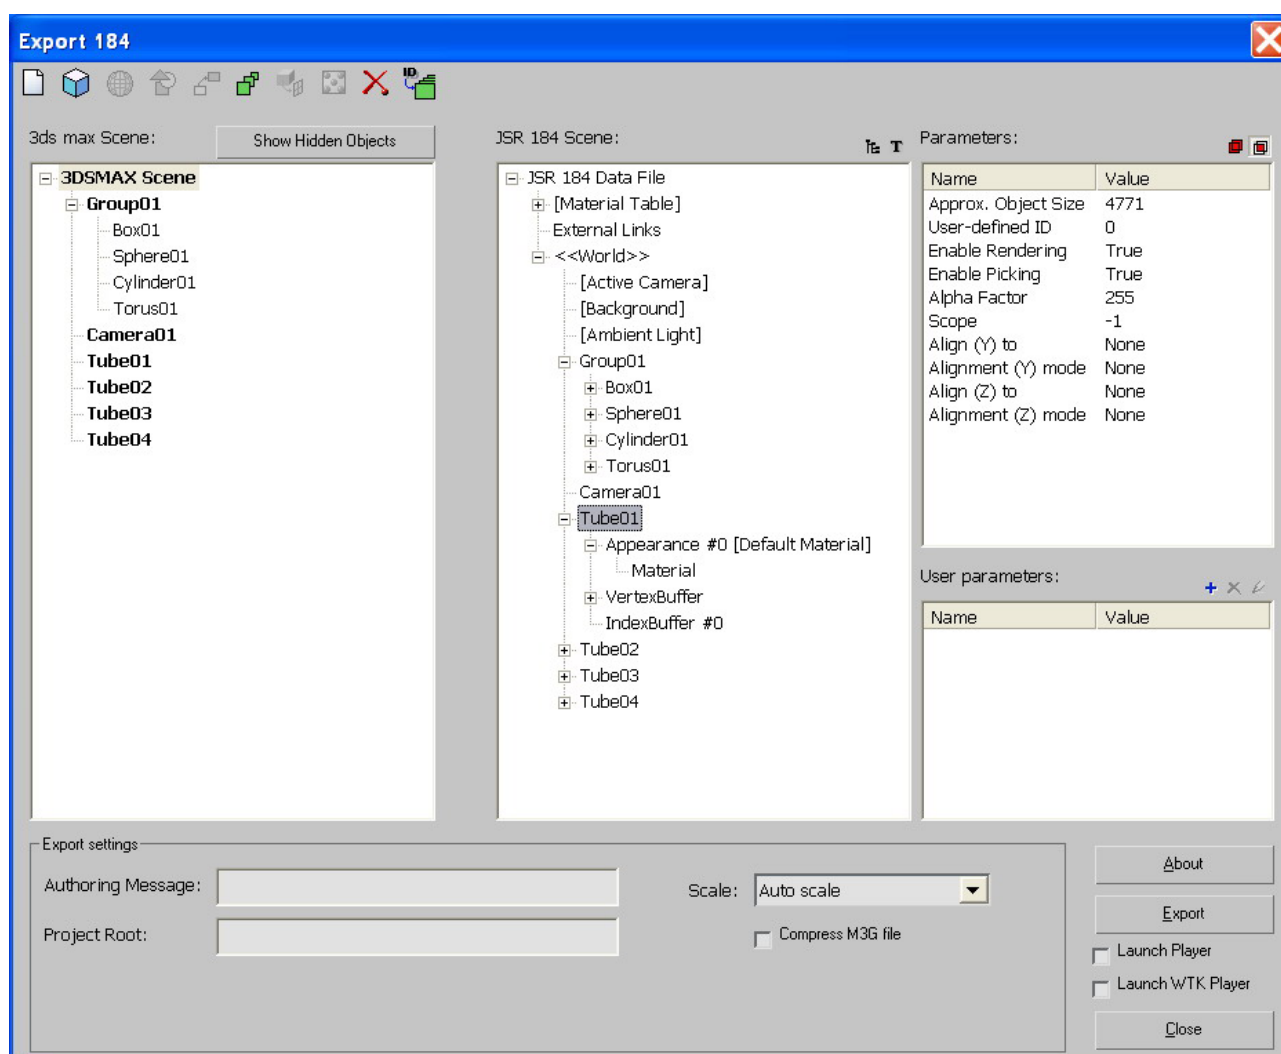 Export 184
ID
3ds max Scene:
Show Hidden Objects
3DSMAX Scene
Group01
Box01
Sphere01
Cylinder01
Torus01
Camera01
Tube01
Tube02
Tube03
Tube04
JSR 184 Scene:
T
JSR 184 Data File
[Material Table]
External Links
<<World>>
[Active Camera]
[Background]
[Ambient Light]
Group01
Box01
Sphere01
Cylinder01
Torus01
Camera01
Tube01
Appearance #0 [Default Material]
Material
VertexBuffer
IndexBuffer #0
Tube02
Tube03
Tube04
Parameters:
Name Value
Approx. Object Size 4771
User-defined ID 0
Enable Rendering True
Enable Picking True
Alpha Factor 255
Scope -1
Align (Y) to None
Alignment (Y) mode None
Align (Z) to None
Alignment (Z) mode None
User parameters:
Name Value
Export settings
Authoring Message:
Project Root:
Scale: Auto scale
Compress M3G file
About
Export
Launch Player
Launch WTK Player
Close